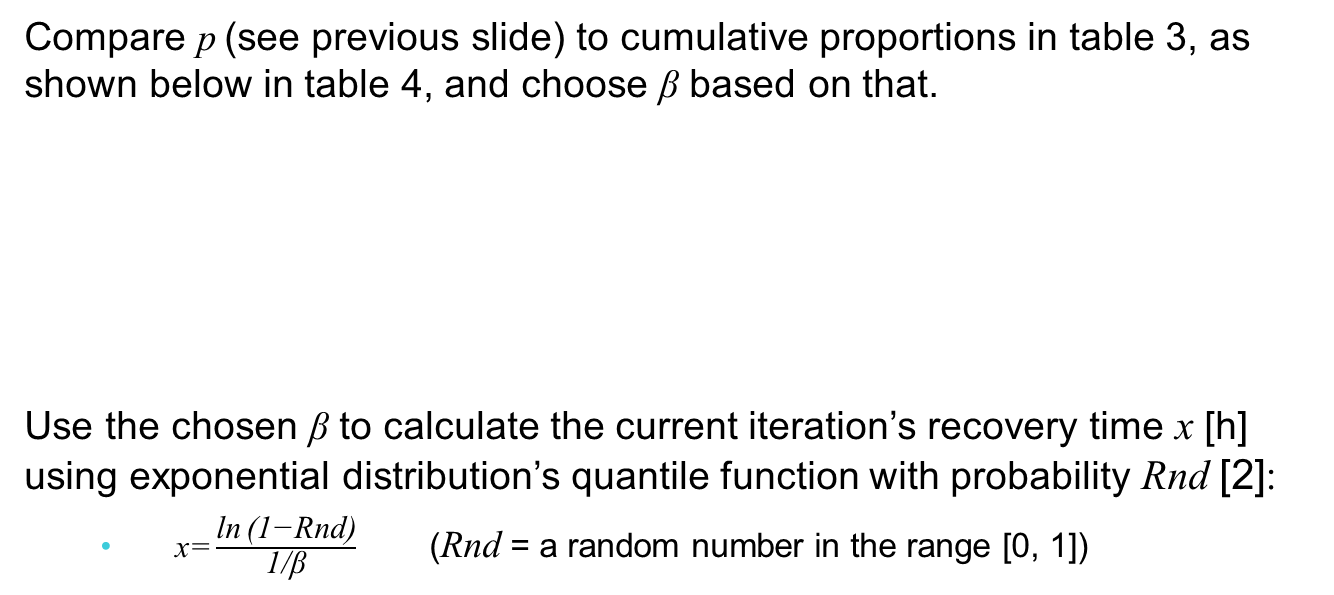 Compare p (see previous slide) to cumulative proportions in table 3, as
shown below in table 4, and choose β based on that.
Use the chosen β to calculate the current iteration’s recovery time x [h]
using exponential distribution’s quantile function with probability Rnd [2]:
• x=ln (1−Rnd)/1/β (Rnd = a random number in the range [0, 1])